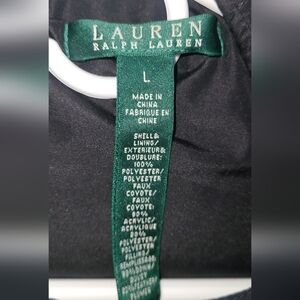 LAUREN
RALPH LAUREN
L
MADE IN
CHINA
FABRIQUE EN
CHINE
SHELL&
LINING/
EXTERIEUR&
DOUBLURE:
100%
POLYESTER/
POLYESTER
FAUX
COYOTE/
FAUX
COYOTE:
80%
ACRYLIC/
ACRYLIQUE
20%
POLYESTER/
POLYESTER